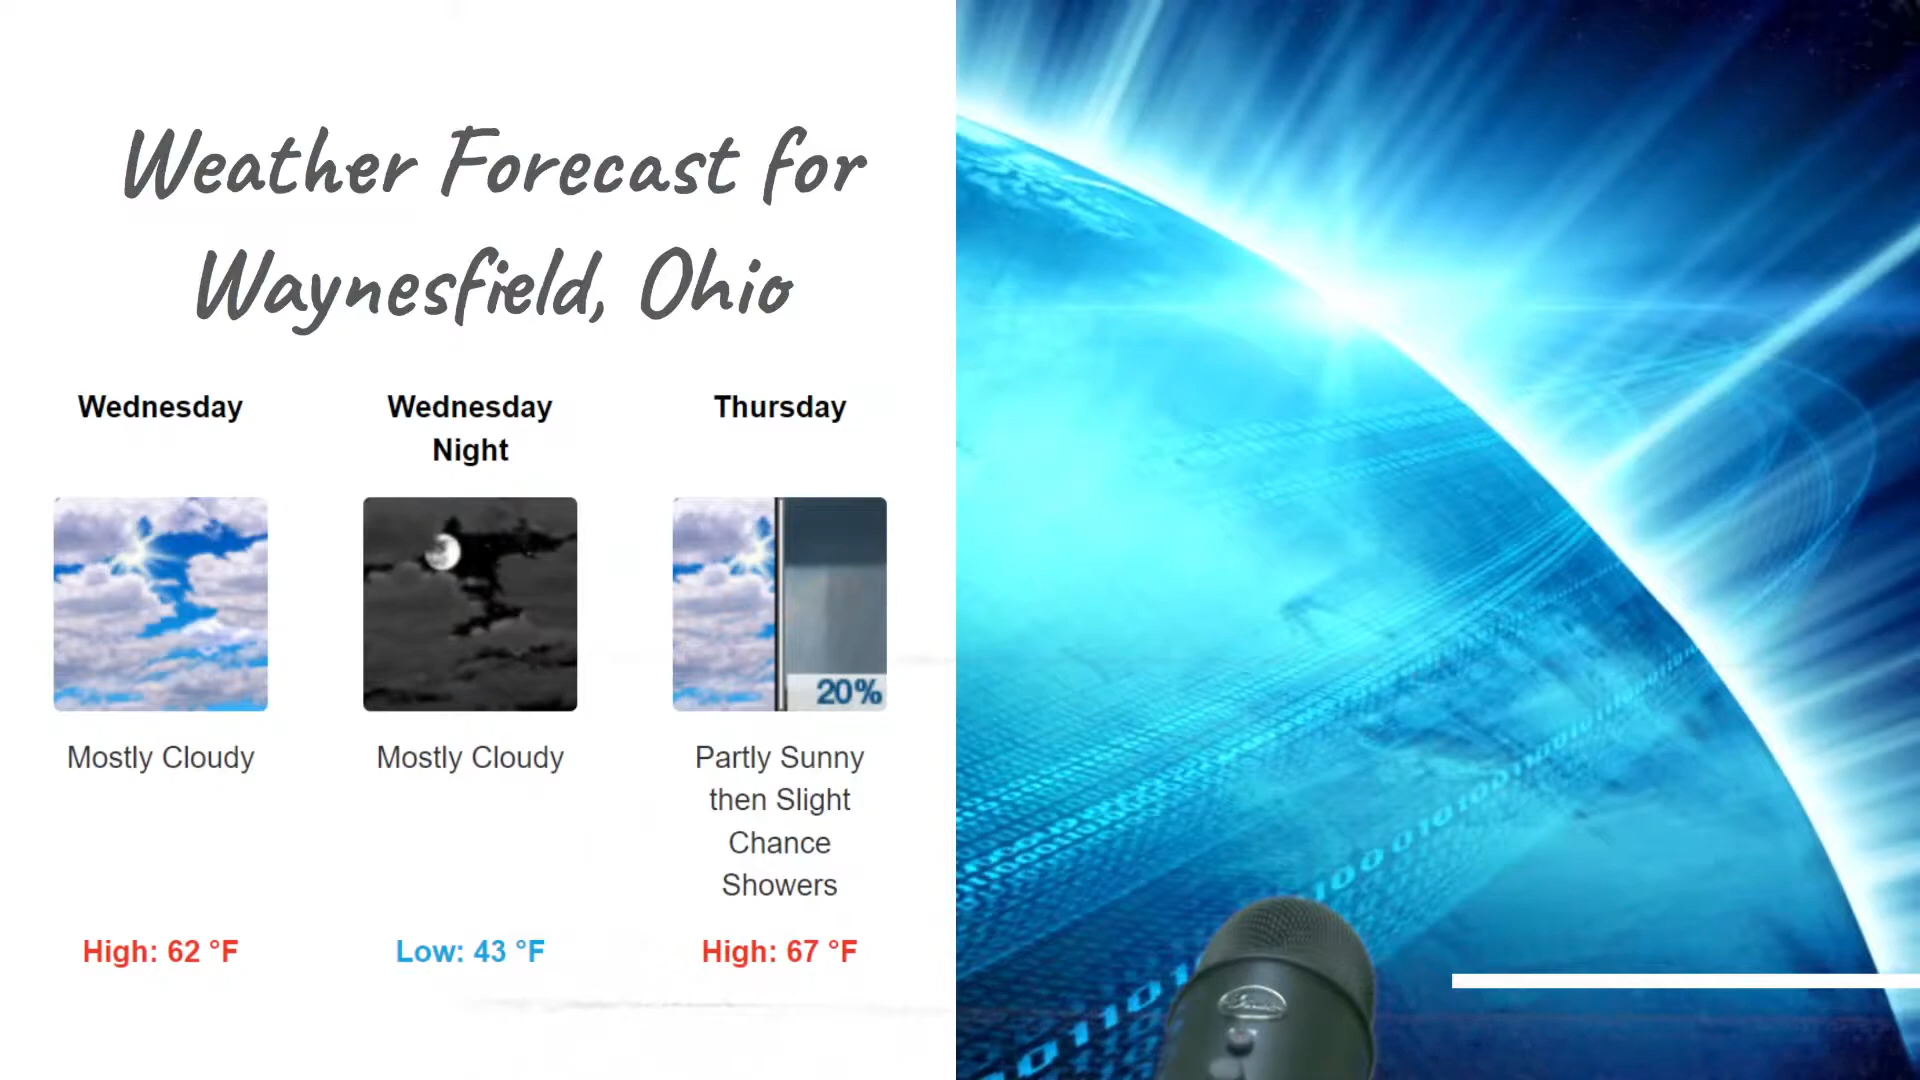 Weather Forecast for
Waynesfield, Ohio
Wednesday
Wednesday
Night
Thursday
20%
Mostly Cloudy
Mostly Cloudy
Partly Sunny
then Slight
Chance
Showers
High: 62 °F
Low: 43 °F
High: 67 °F